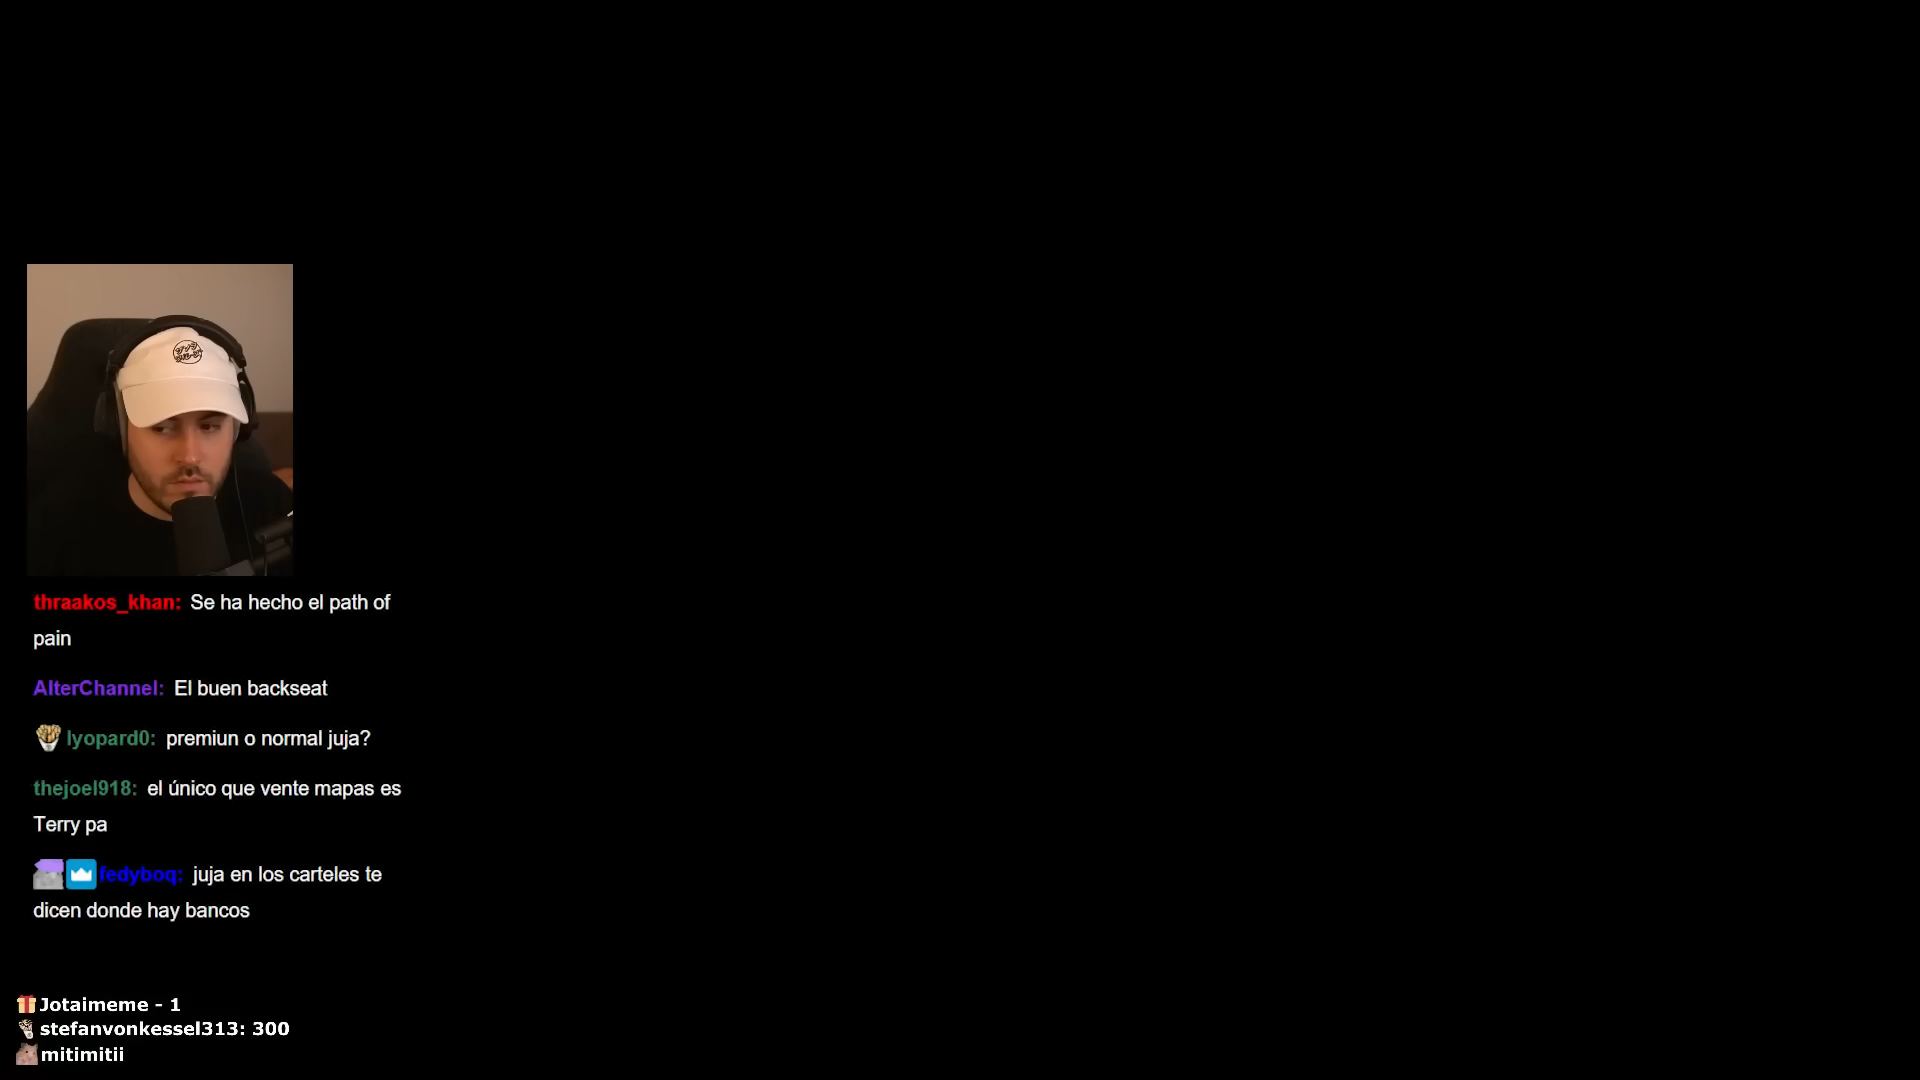 thraakos_khan: Se ha hecho el path of
pain
AlterChannel: El buen backseat
lyopard0: premiun o normal juja?
thejoel918: el único que vente mapas es
Terry pa
fedyboq: juja en los carteles te
dicen donde hay bancos
Jotaimeme - 1
stefanvonkessel313: 300
mitimitii